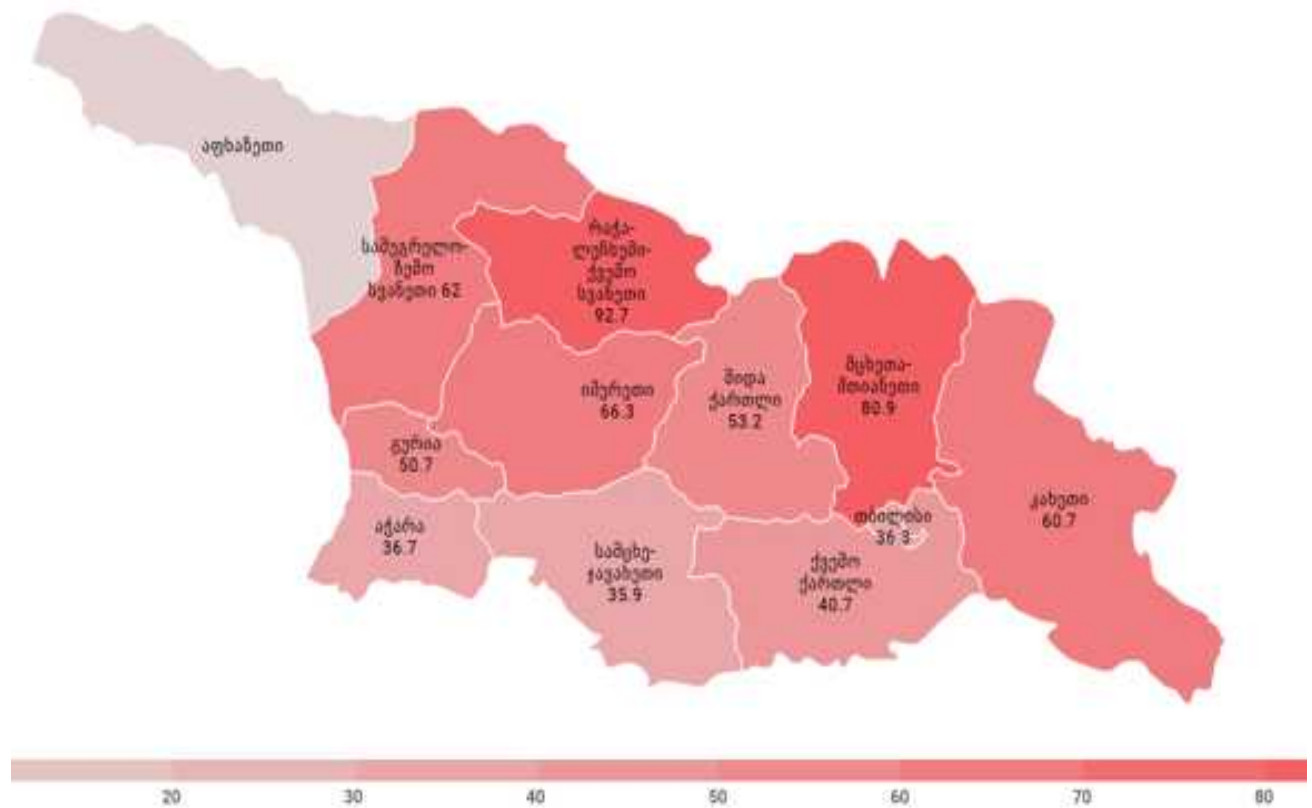 აფხაზეთი
სამეგრელო-
ზემო
სვანეთი 62
რაჭა-
ლეჩხუმი-
ქვემო
სვანეთი
92.7
იმერეთი
66.3
შიდა
ქართლი
53.2
მცხეთა-
მთიანეთი
80.9
გურია
50.7
აჭარა
36.7
სამცხე-
ჯავახეთი
35.9
თბილისი
36.3
ქვემო
ქართლი
40.7
კახეთი
60.7
20 30 40 50 60 70 80